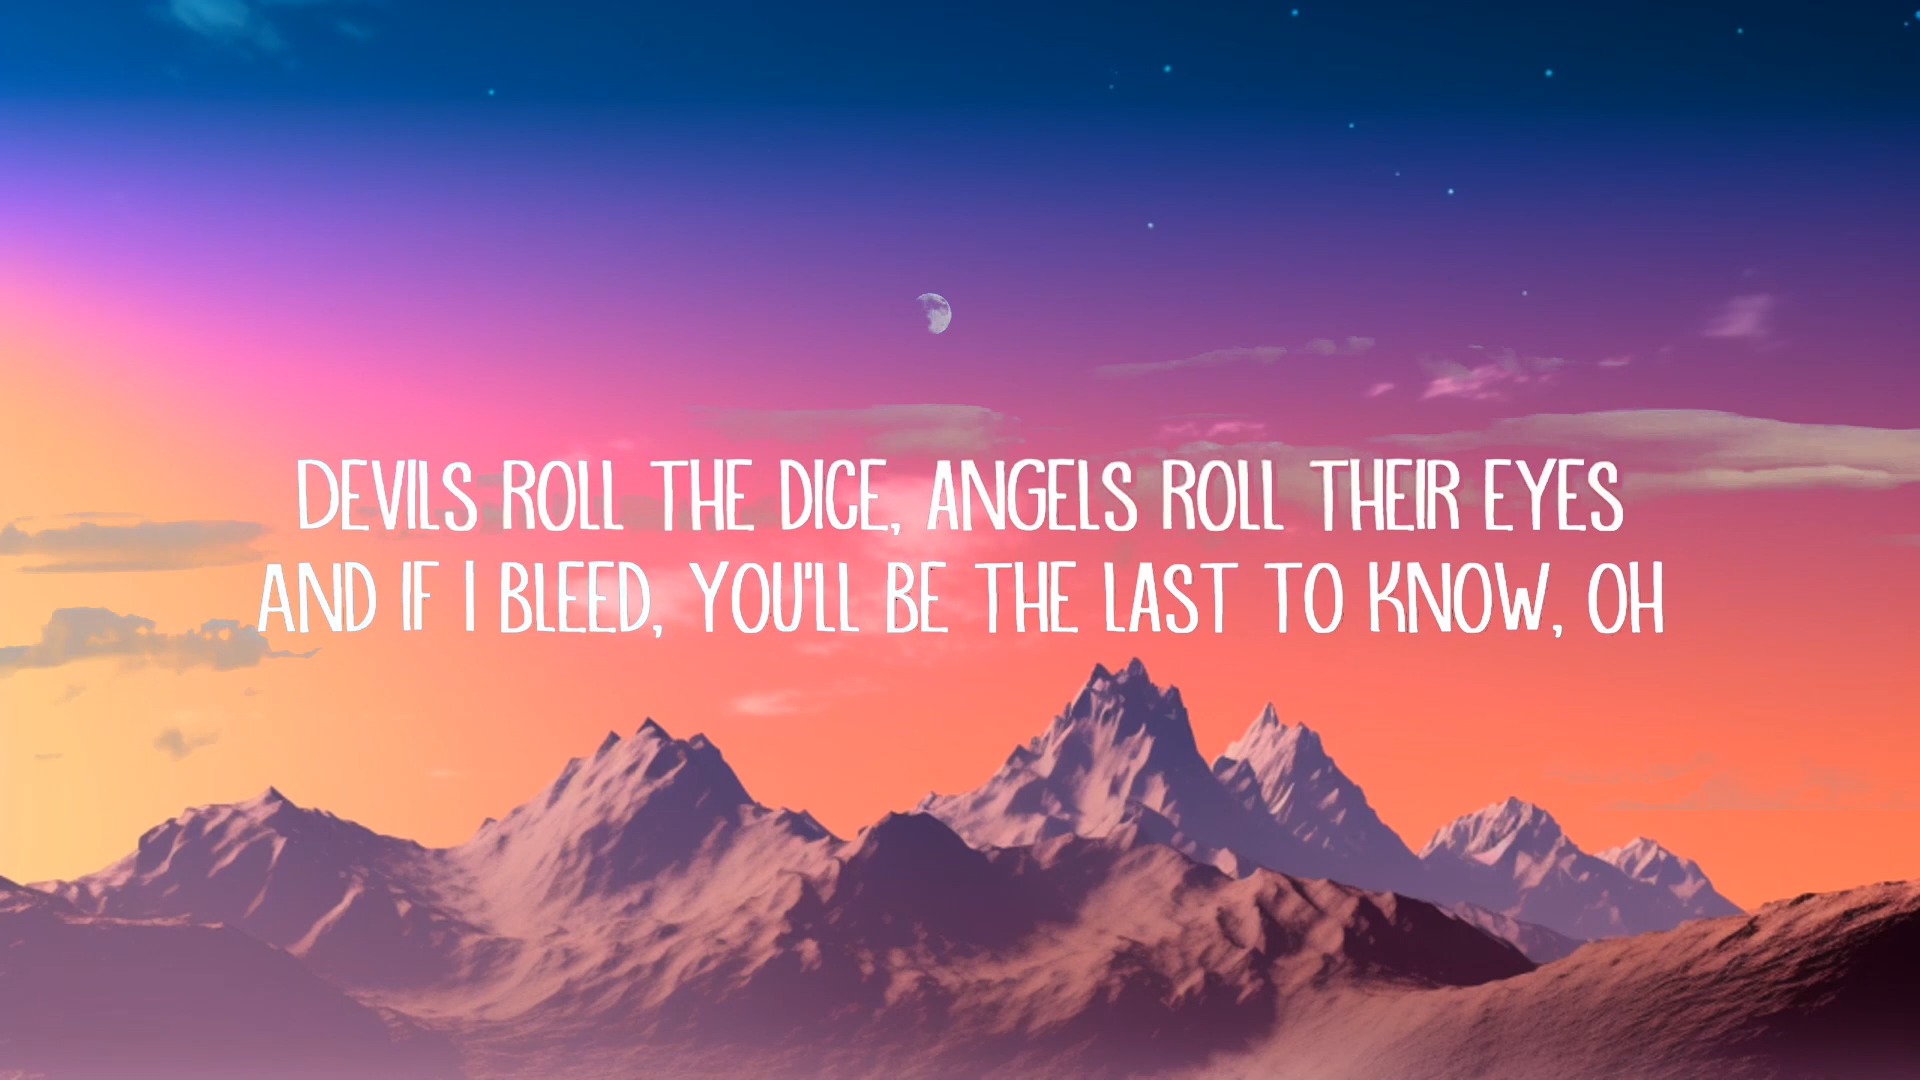 DEVILS ROLL THE DICE, ANGELS ROLL THEIR EYES
AND IF I BLEED, YOU'LL BE THE LAST TO KNOW, OH